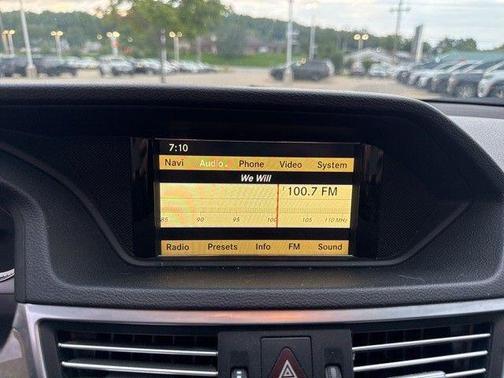 7:10
Navi Audio Phone Video System
We Will
100.7 FM
85 90 95 100 105 110 MHz
Radio Presets Info FM Sound